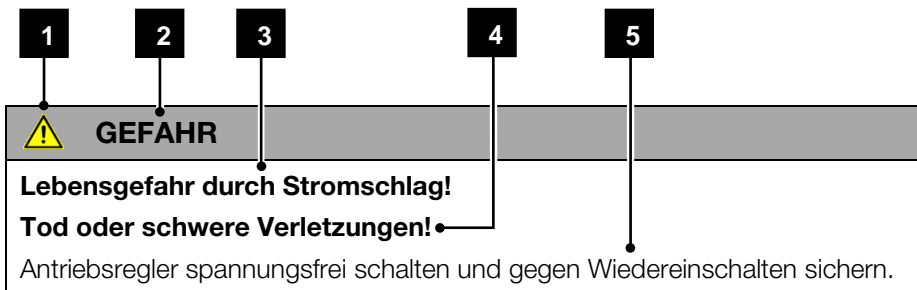 1 2 3 4 5
GEFAHR
Lebensgefahr durch Stromschlag!
Tod oder schwere Verletzungen!
Antriebsregler spannungsfrei schalten und gegen Wiedereinschalten sichern.